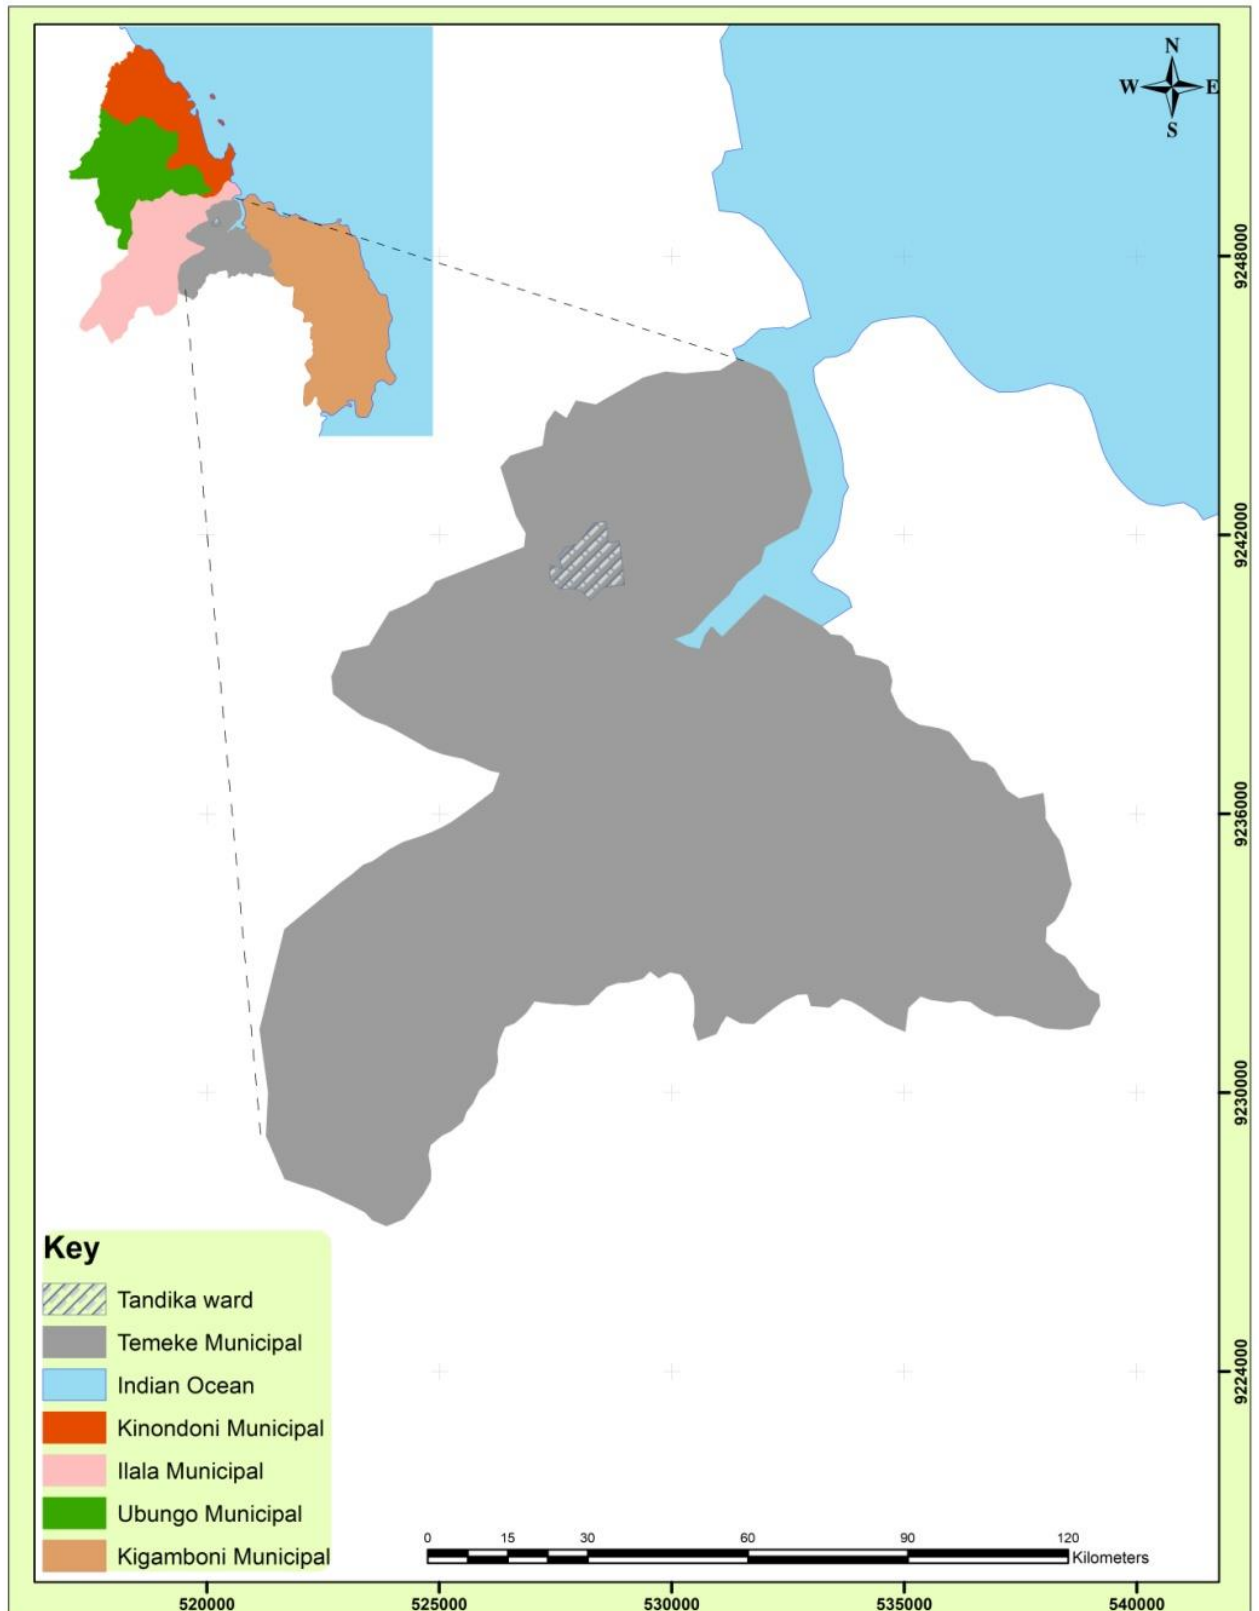 N
W E
S
9248000
9242000
9236000
9230000
9224000
Key
Tandika ward
Temeke Municipal
Indian Ocean
Kinondoni Municipal
Ilala Municipal
Ubungo Municipal
Kigamboni Municipal
0 15 30 60 90 120
Kilometers
520000 525000 530000 535000 540000